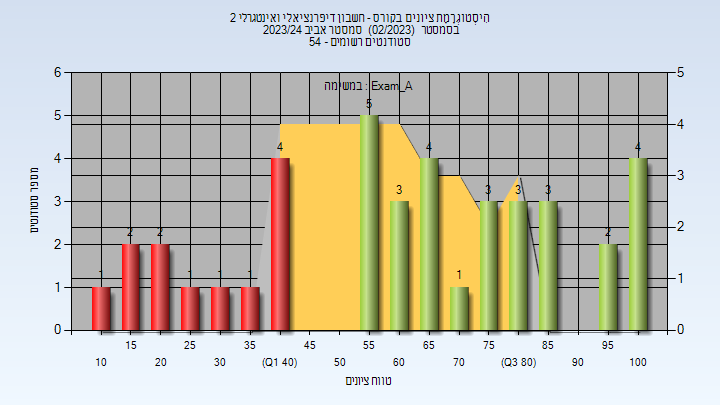 הִיסטוגְרָמַת ציונים בקורס - חשבון דיפרנציאלי ואינטגרלי 2
בסמסטר (02/2023) סמסטר אביב 2023/24
סטודנטים רשומים - 54
במשימה : Exam_A
מספר סטודנטים
6 5 4 3 2 1 0
5 4 3 2 2 1 0
1 2 2 1 1 1 4 5 3 4 1 3 3 3 2 4
15 25 35 45 55 65 75 85 95
10 20 30 (Q1 40) 50 60 70 (Q3 80) 90 100
טווח ציונים